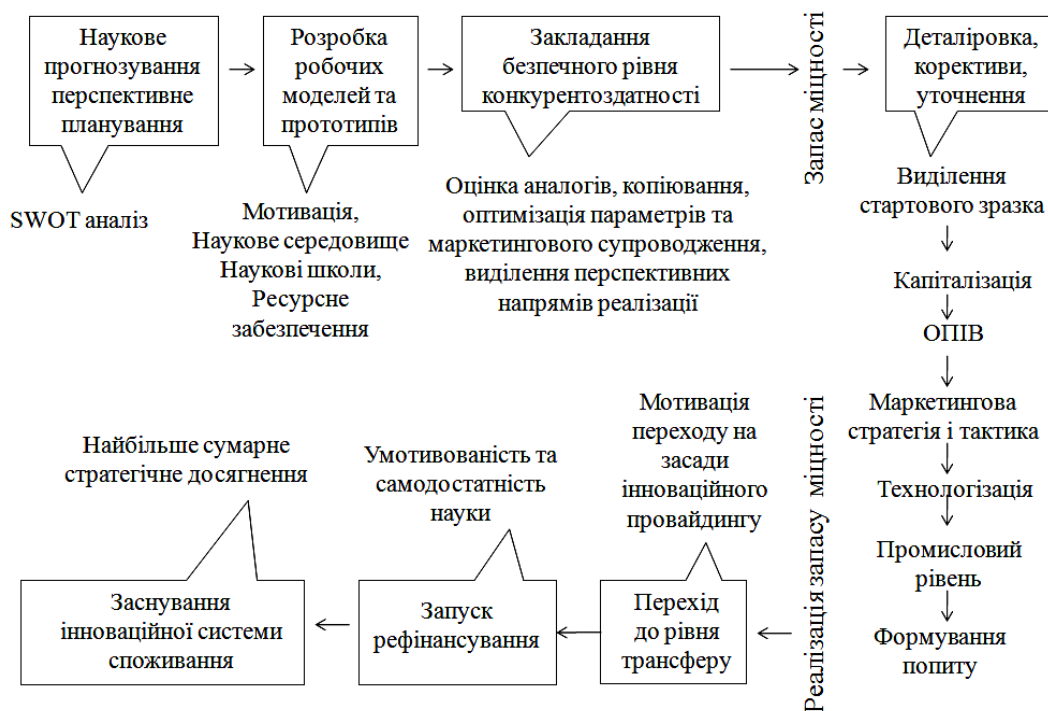 Наукове
прогнозування
перспективне
планування
Розробка
робочих
моделей та
прототипів
Закладання
безпечного рівня
конкурентоздатності
Запас міцності
Деталіровка,
корективи,
уточнення
SWOT аналіз
Мотивація,
Наукове середовище
Наукові школи,
Ресурсне
забезпечення
Оцінка аналогів, копіювання,
оптимізація параметрів та
маркетингового супроводження,
виділення перспективних
напрямів реалізації
Виділення
стартового зразка
Капіталізація
ОПІВ
Маркетингова
стратегія і тактика
Технологізація
Промисловий
рівень
Формування
попиту
Реалізація запасу міцності
Мотивація
переходу на
засади
інноваційного
провайдингу
Перехід
до рівня
трансферу
Умотивованість та
самодостатність
науки
Запуск
рефінансування
Найбільше сумарне
стратегічне досягнення
Заснування
інноваційної системи
споживання